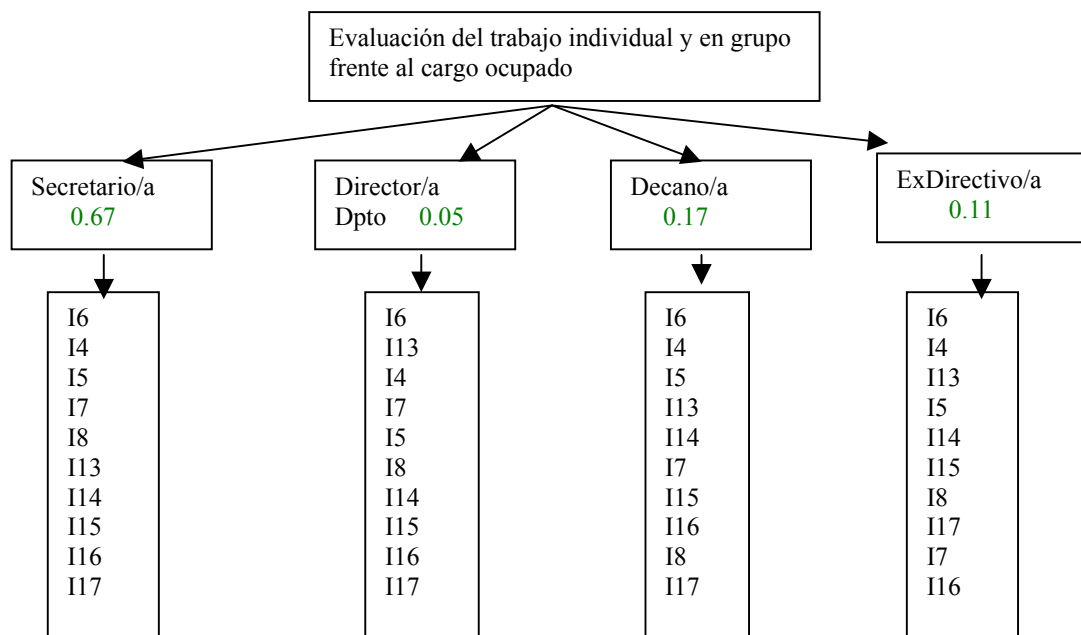 Evaluación del trabajo individual y en grupo
frente al cargo ocupado
Secretario/a
0.67
Director/a
Dpto 0.05
Decano/a
0.17
ExDirectivo/a
0.11
I6
I4
I5
I7
I8
I13
I14
I15
I16
I17
I6
I13
I4
I7
I5
I8
I14
I15
I16
I17
I6
I4
I5
I13
I14
I7
I15
I16
I8
I17
I6
I4
I13
I5
I14
I15
I8
I17
I7
I16